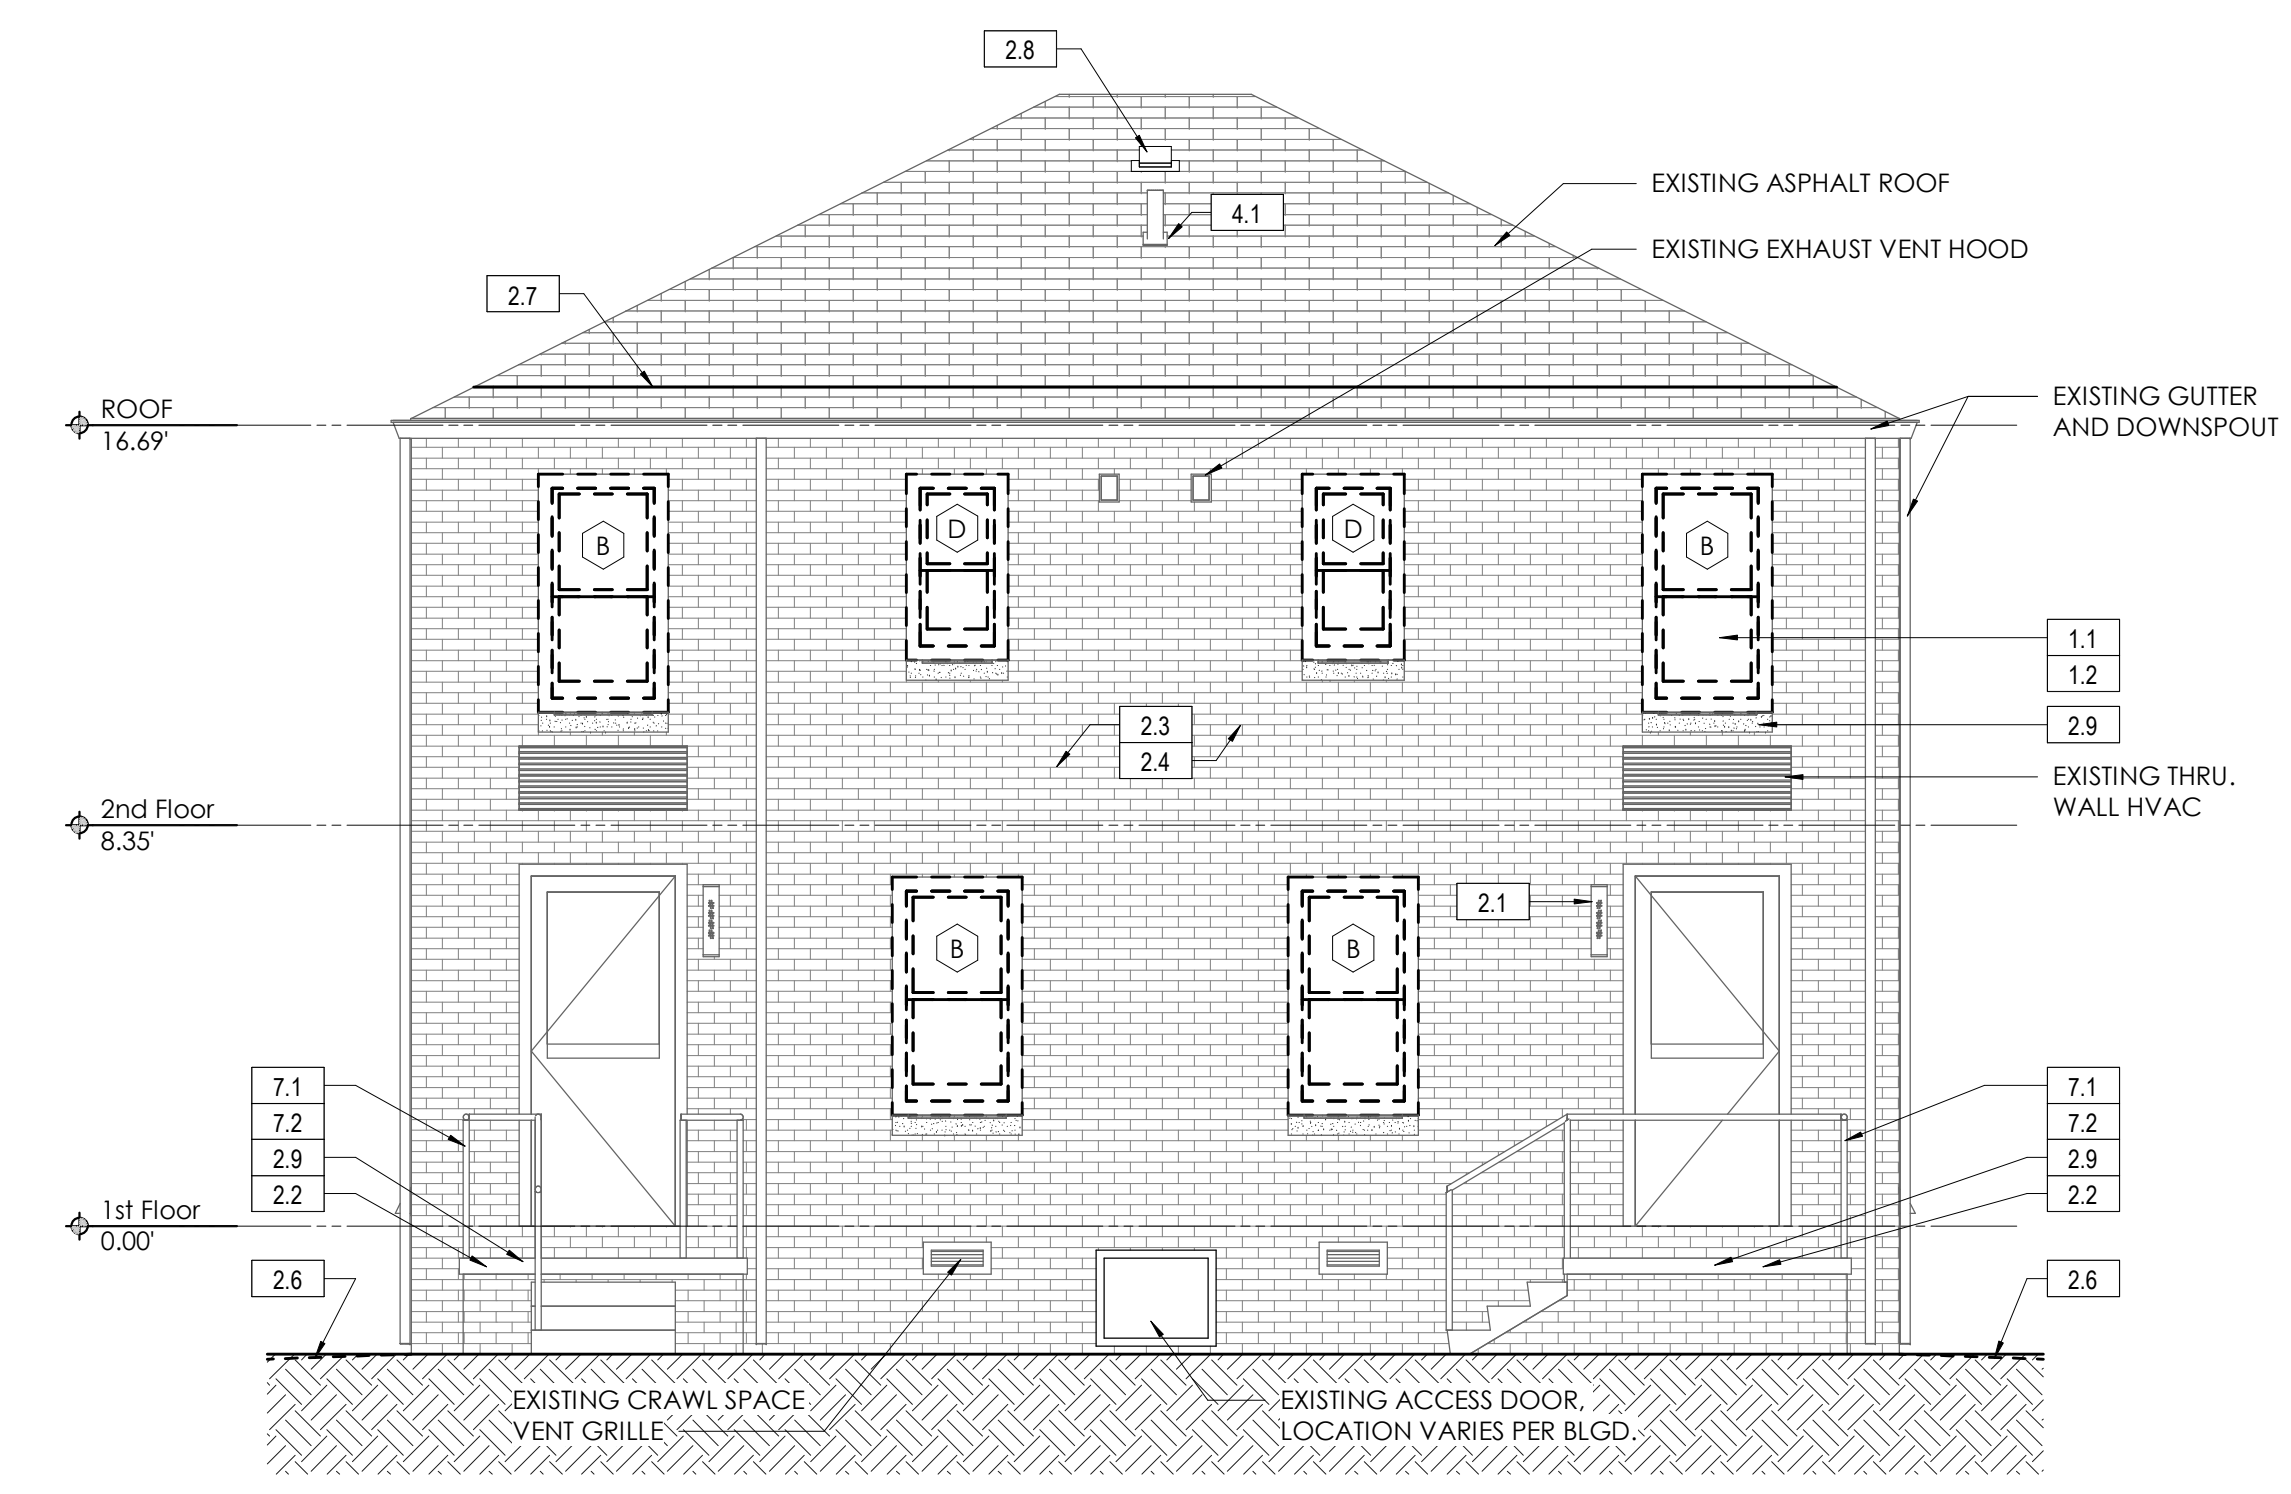 2.8
EXISTING ASPHALT ROOF
4.1
EXISTING EXHAUST VENT HOOD
2.7
ROOF
16.69'
EXISTING GUTTER
AND DOWNSPOUT
B
D
D
B
1.1
1.2
2.3
2.4
2.9
EXISTING THRU.
WALL HVAC
2nd Floor
8.35'
2.1
B
B
7.1
7.2
2.9
2.2
7.1
7.2
2.9
2.2
1st Floor
0.00'
2.6
2.6
EXISTING CRAWL SPACE
VENT GRILLE
EXISTING ACCESS DOOR,
LOCATION VARIES PER BLGD.